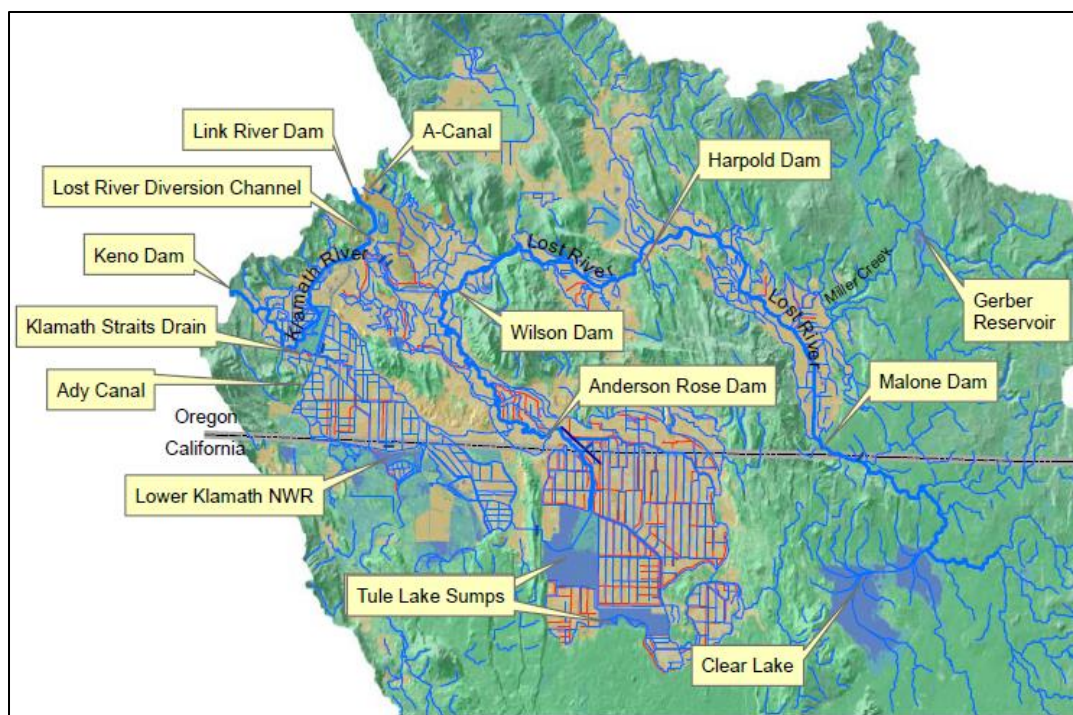 Link River Dam
A-Canal
Lost River Diversion Channel
Harpold Dam
Keno Dam
Klamath River
Lost River
Lost River
Miller Creek
Gerber
Reservoir
Klamath Straits Drain
Wilson Dam
Ady Canal
Anderson Rose Dam
Malone Dam
Oregon
California
Lower Klamath NWR
Tule Lake Sumps
Clear Lake